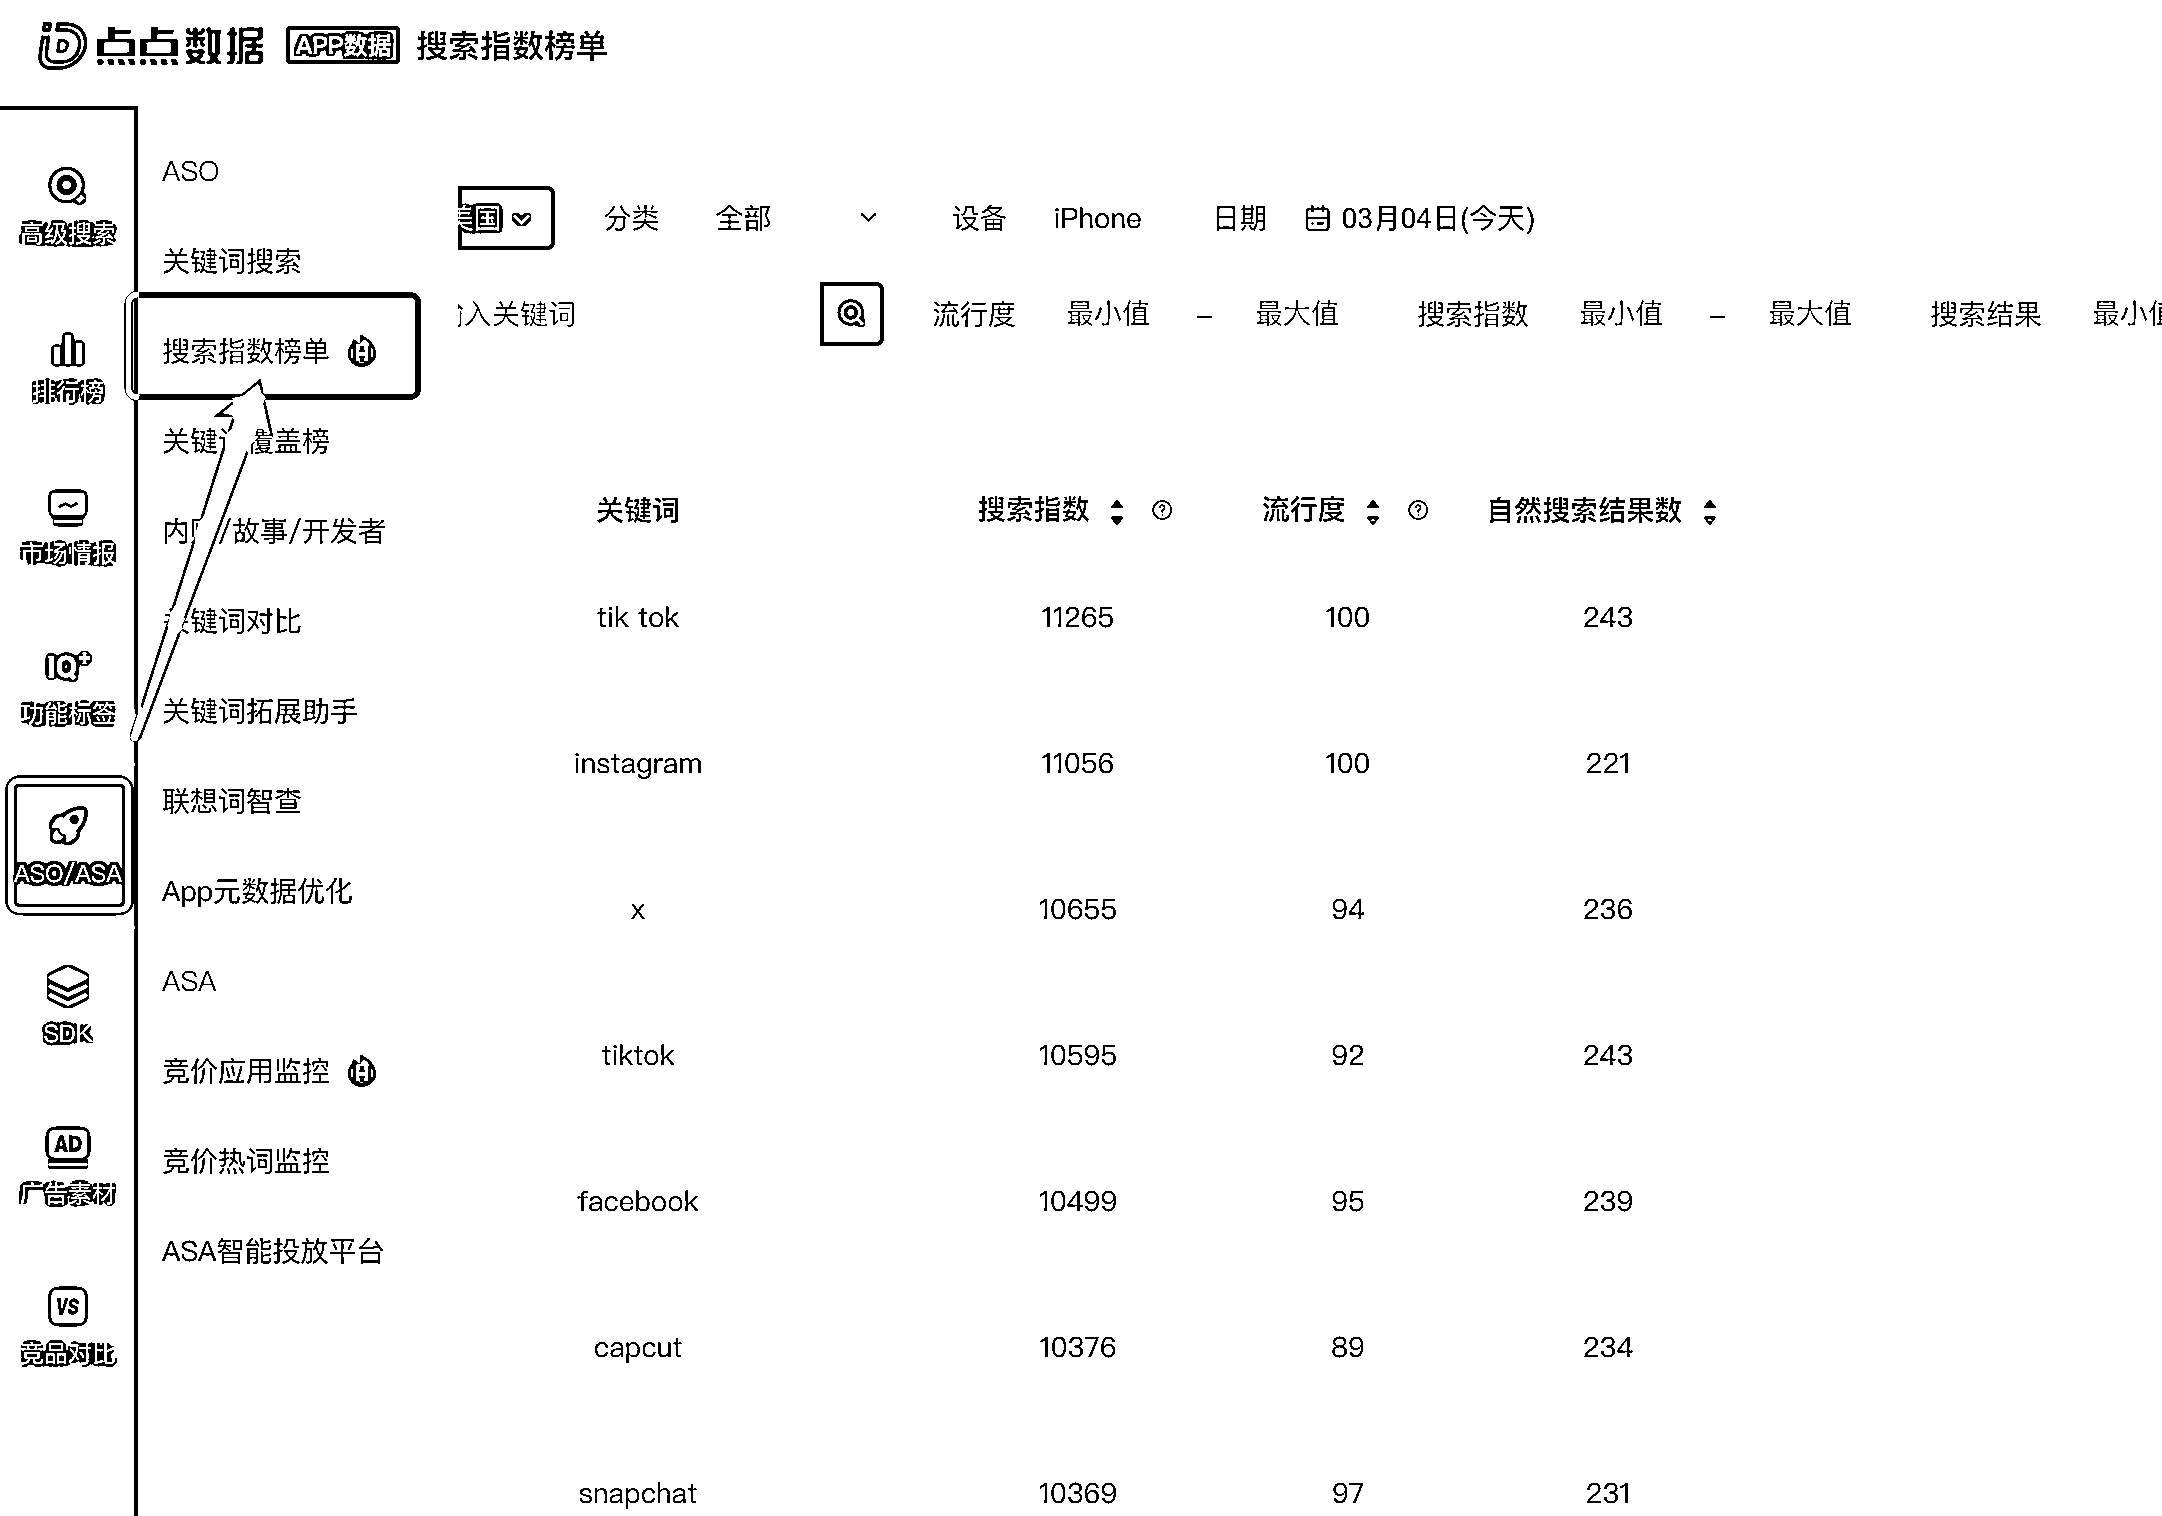 点点数据 APP数据 搜索指数榜单
高级搜索
排行榜
市场情报
IQ+
功能标签
ASO/ASA
SDK
AD
广告素材
VS
竞品对比
ASO
关键词搜索
搜索指数榜单
关键 覆盖榜
内 /故事/开发者
键词对比
关键词拓展助手
联想词智查
App元数据优化
ASA
竞价应用监控
竞价热词监控
ASA智能投放平台
美国 分类 全部 设备 iPhone 日期 03月04日(今天)
入关键词 流行度 最小值 – 最大值 搜索指数 最小值 – 最大值 搜索结果 最小值
关键词 搜索指数 流行度 自然搜索结果数
tik tok 11265 100 243
instagram 11056 100 221
x 10655 94 236
tiktok 10595 92 243
facebook 10499 95 239
capcut 10376 89 234
snapchat 10369 97 231